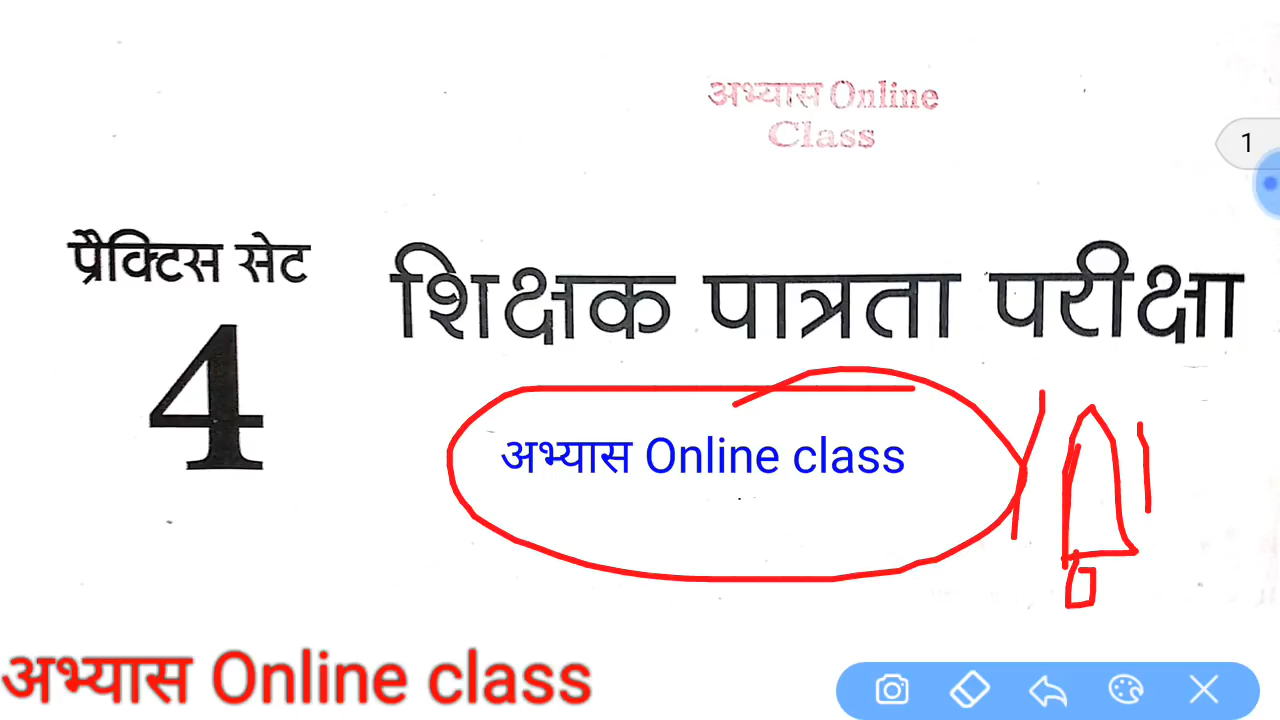 अभ्यास Online
Class
1
प्रैक्टिस सेट
4
शिक्षक पात्रता परीक्षा
अभ्यास Online class
अभ्यास Online class